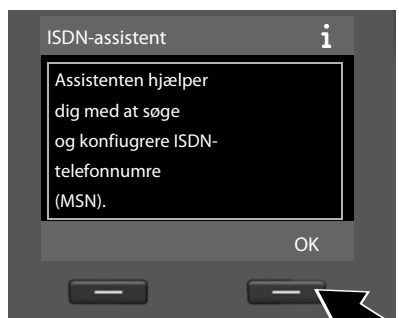 ISDN-assistent i
Assistenten hjælper
dig med at søge
og konfiugrere ISDN-
telefonnumre
(MSN).
OK